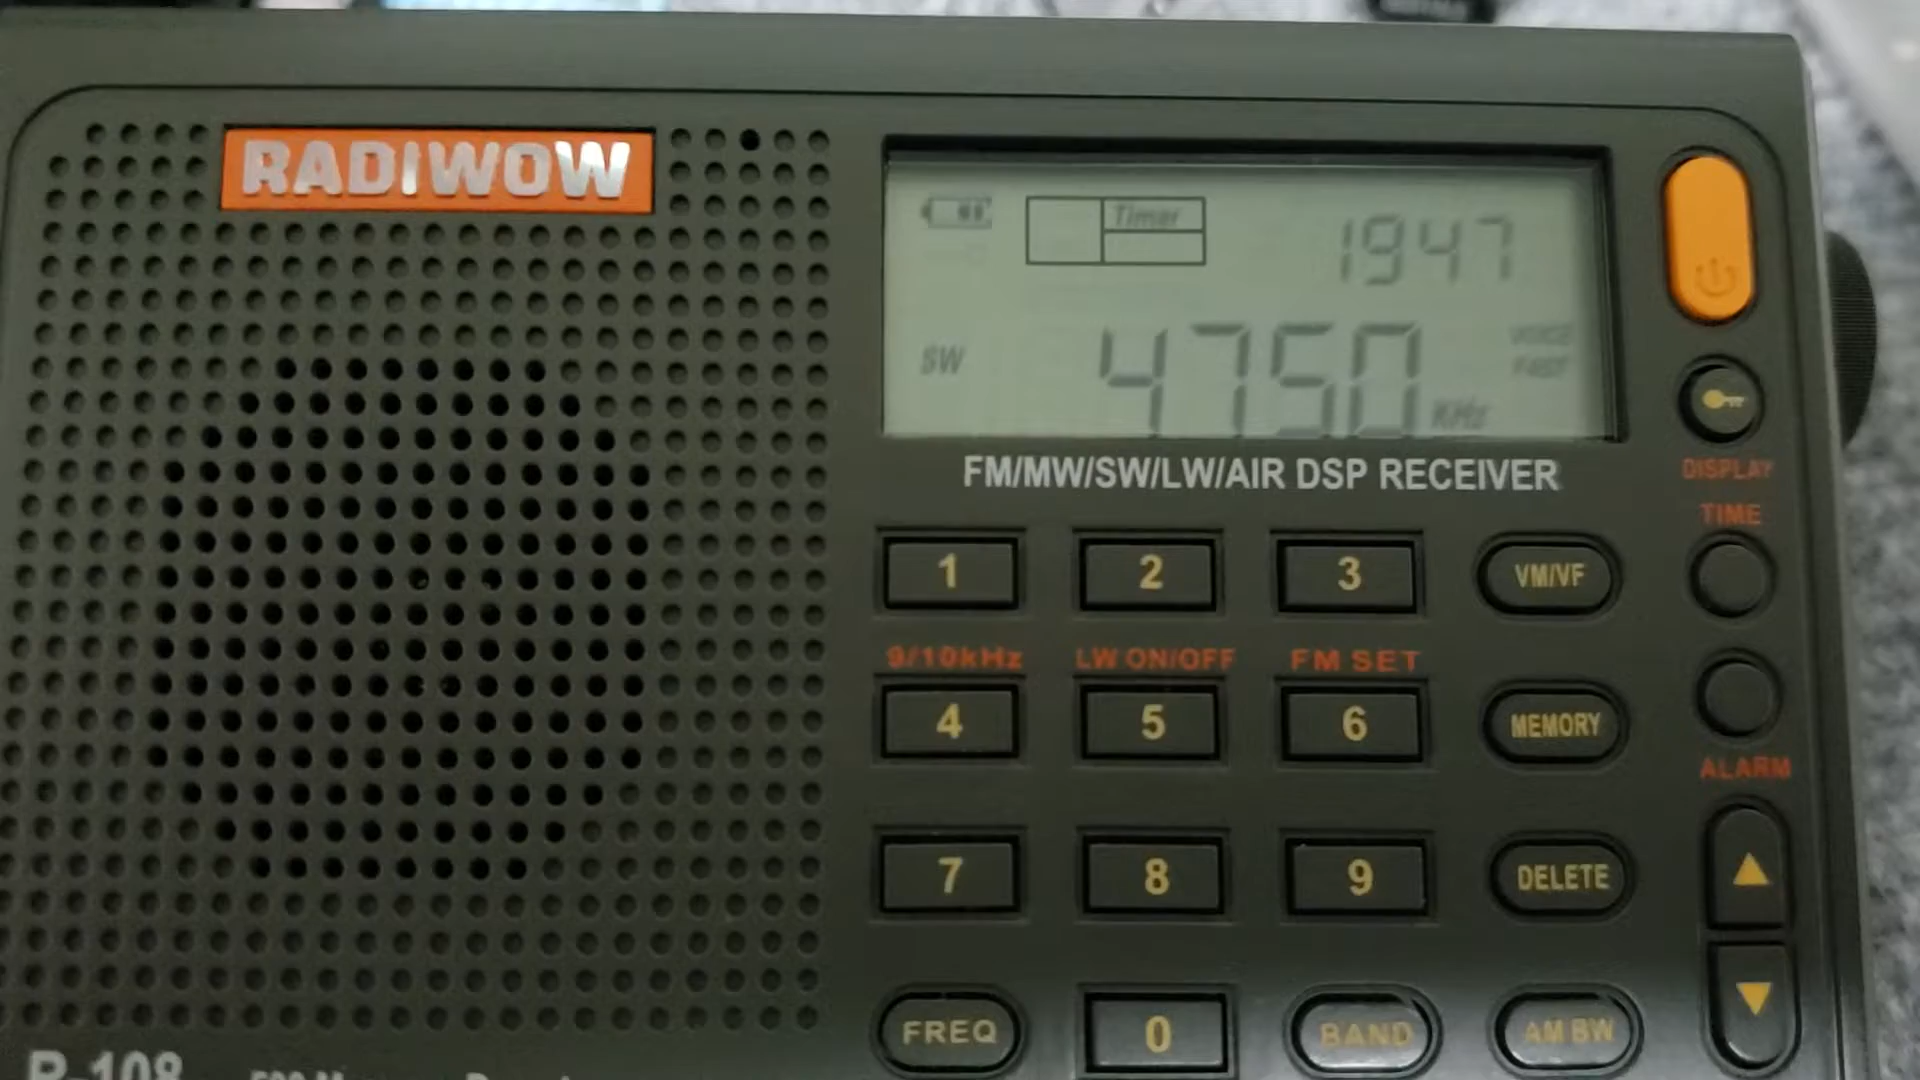 RADIWOW
Timer
1947
SW
4750
KHz
VOICE
FAST
FM/MW/SW/LW/AIR DSP RECEIVER
DISPLAY
TIME
1
2
3
VM/VF
9/10kHz
LW ON/OFF
FM SET
4
5
6
MEMORY
ALARM
7
8
9
DELETE
FREQ
0
BAND
AM BW
R-108